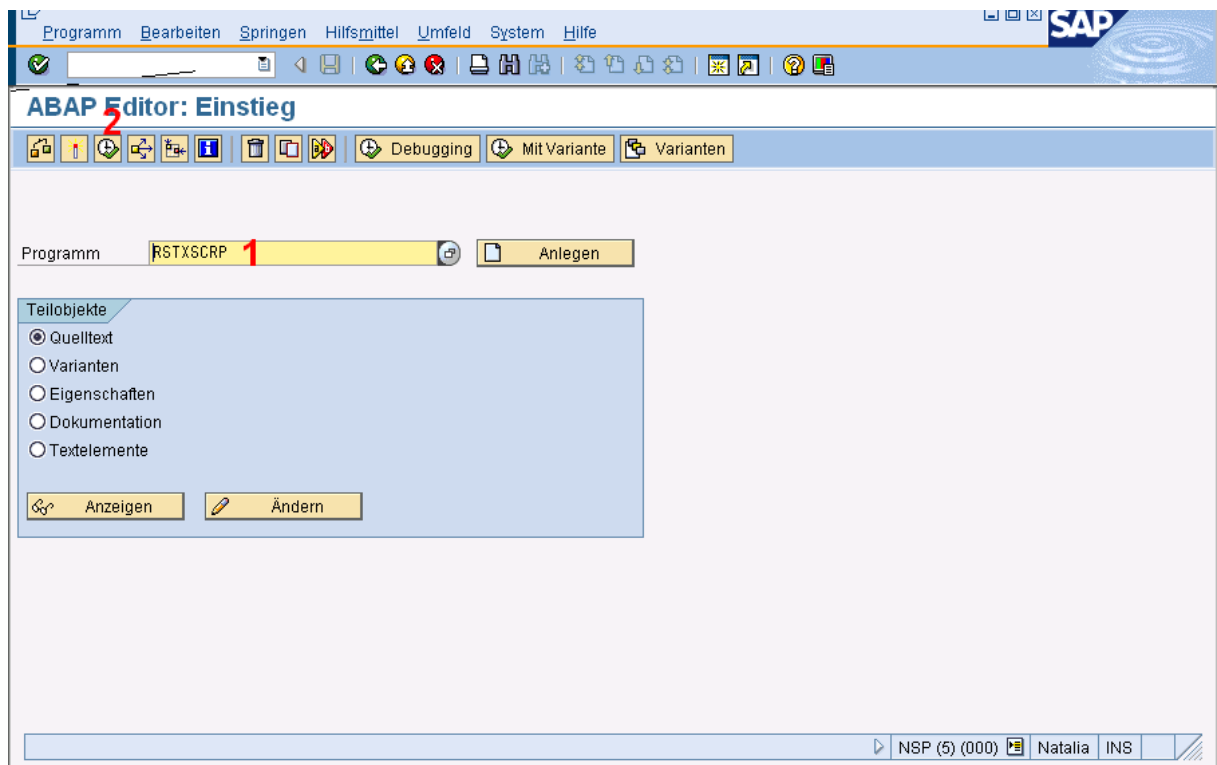 Programm Bearbeiten Springen Hilfsmittel Umfeld System Hilfe
SAP
ABAP Editor: Einstieg
2
Debugging Mit Variante Varianten
Programm RSTXSCRP 1 Anlegen
Teilobjekte
Quelltext
Varianten
Eigenschaften
Dokumentation
Textelemente
Anzeigen Ändern
NSP (5) (000) Natalia INS